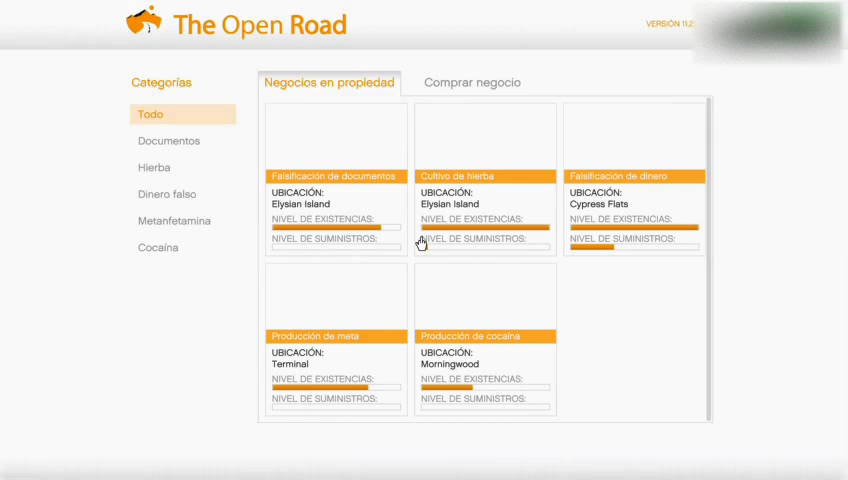 The Open Road
VERSIÓN 11.2
Categorías
Todo
Documentos
Hierba
Dinero falso
Metanfetamina
Cocaína
Negocios en propiedad
Comprar negocio
Falsificación de documentos
UBICACIÓN:
Elysian Island
NIVEL DE EXISTENCIAS:
NIVEL DE SUMINISTROS:
Cultivo de hierba
UBICACIÓN:
Elysian Island
NIVEL DE EXISTENCIAS:
NIVEL DE SUMINISTROS:
Falsificación de dinero
UBICACIÓN:
Cypress Flats
NIVEL DE EXISTENCIAS:
NIVEL DE SUMINISTROS:
Producción de meta
UBICACIÓN:
Terminal
NIVEL DE EXISTENCIAS:
NIVEL DE SUMINISTROS:
Producción de cocaína
UBICACIÓN:
Morningwood
NIVEL DE EXISTENCIAS:
NIVEL DE SUMINISTROS: